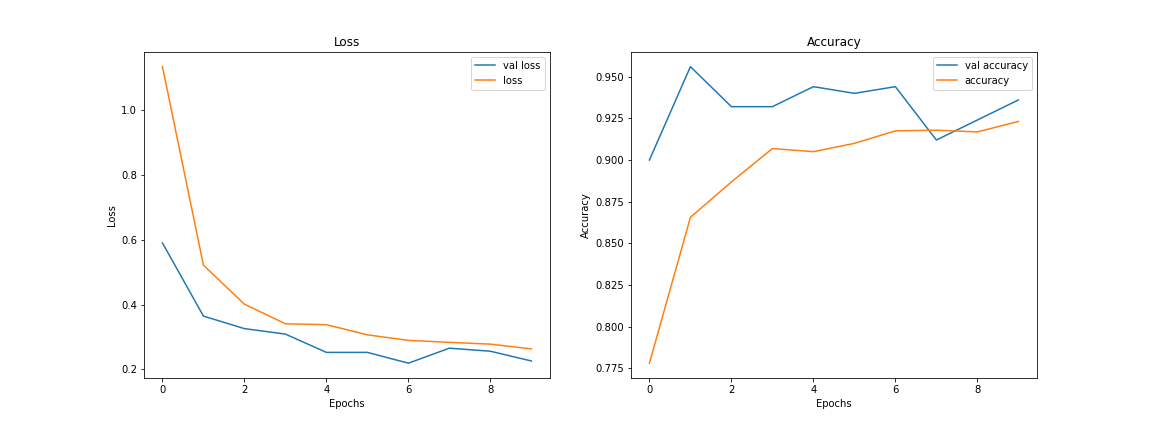 Loss
val loss
loss
1.0
0.8
0.6
0.4
0.2
Loss
0 2 4 6 8
Epochs
Accuracy
val accuracy
accuracy
0.950
0.925
0.900
0.875
0.850
0.825
0.800
0.775
Accuracy
0 2 4 6 8
Epochs